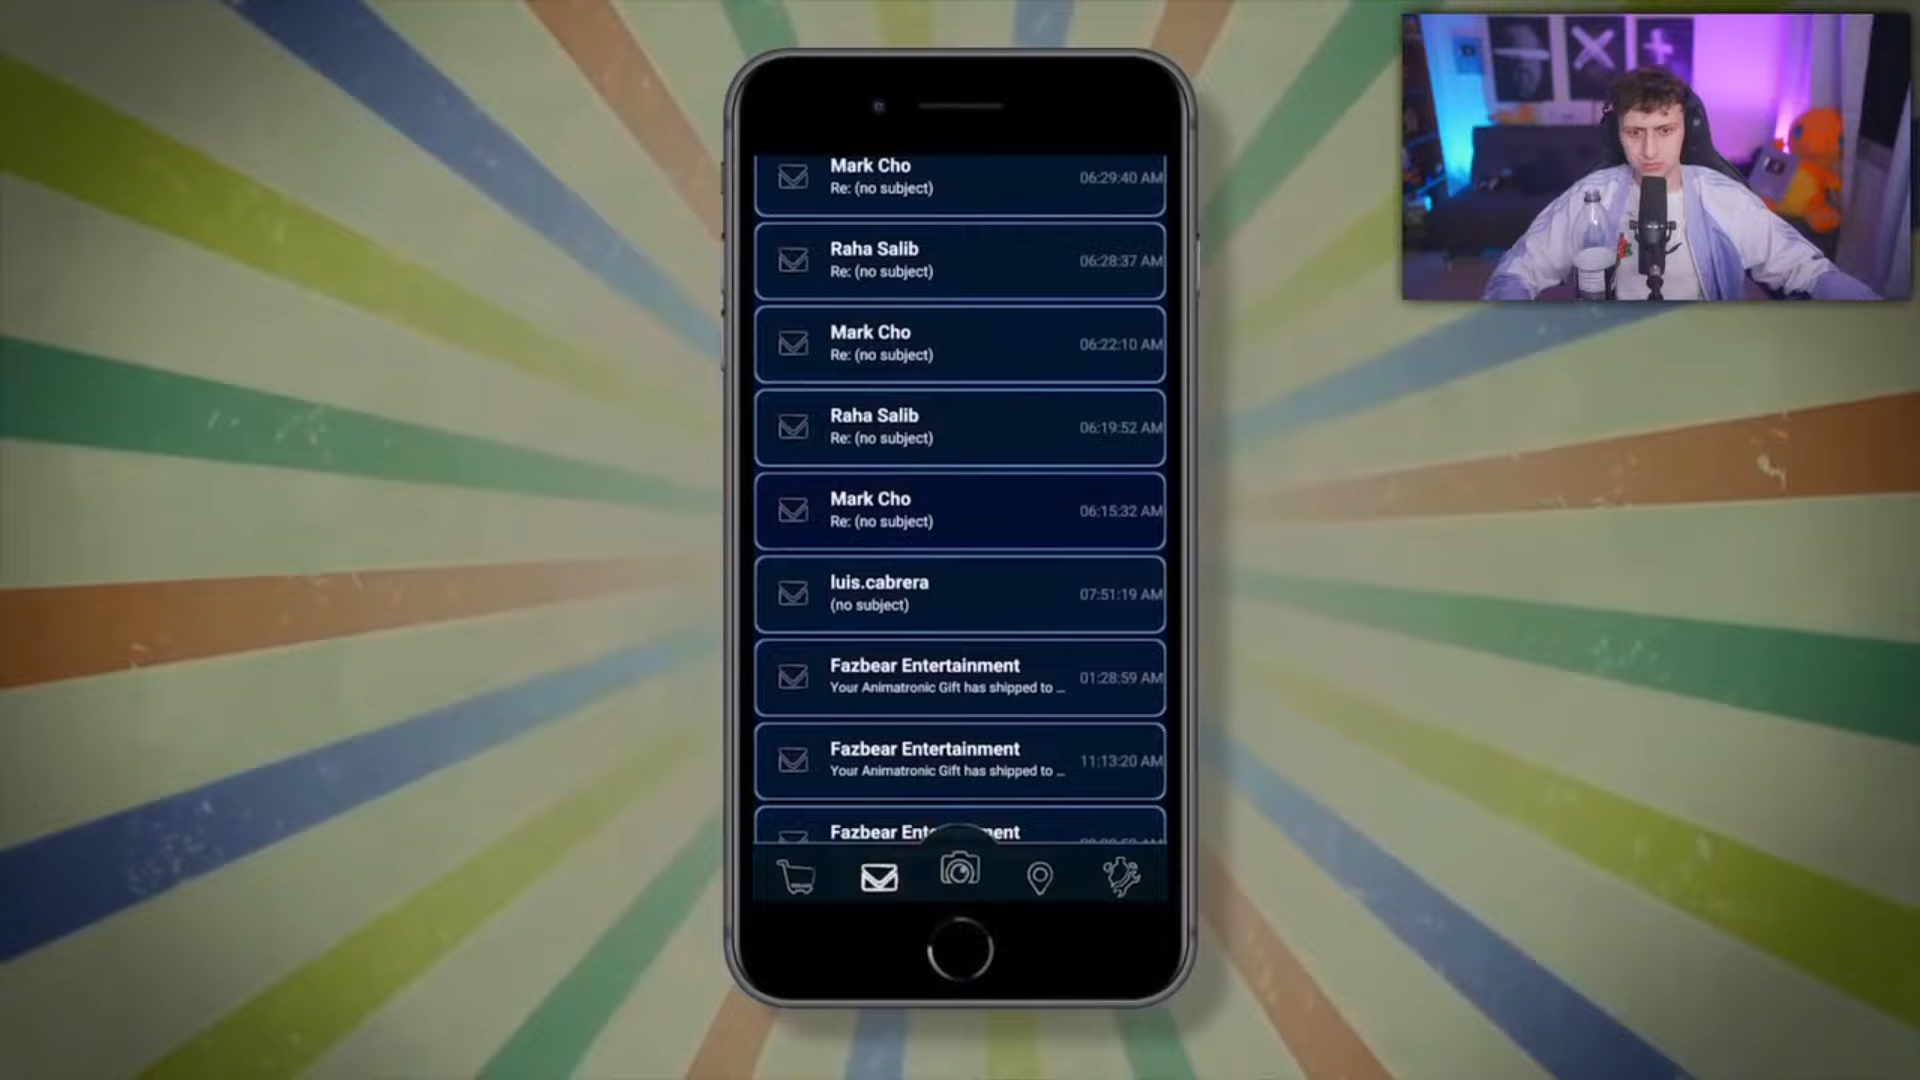 Mark Cho
Re: (no subject)
06:29:40 AM
Raha Salib
Re: (no subject)
06:28:37 AM
Mark Cho
Re: (no subject)
06:22:10 AM
Raha Salib
Re: (no subject)
06:19:52 AM
Mark Cho
Re: (no subject)
06:15:32 AM
luis.cabrera
(no subject)
07:51:19 AM
Fazbear Entertainment
Your Animatronic Gift has shipped to ...
01:28:59 AM
Fazbear Entertainment
Your Animatronic Gift has shipped to ...
11:13:20 AM
Fazbear